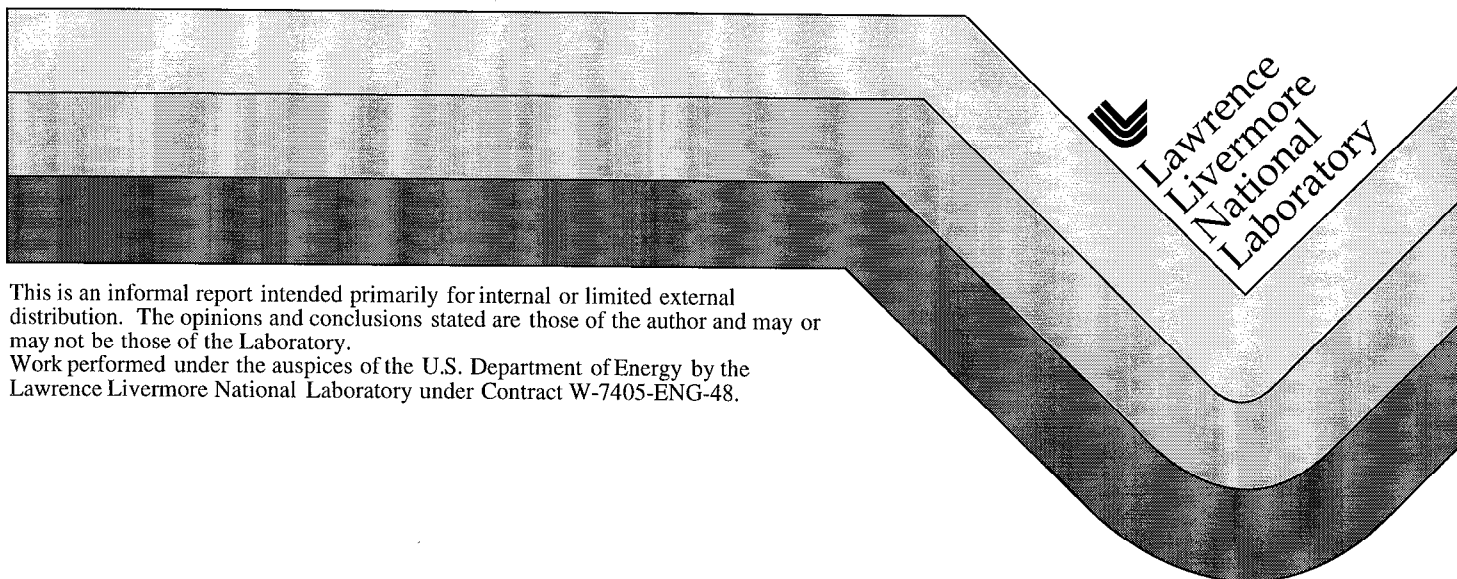 Lawrence
Livermore
National
Laboratory
This is an informal report intended primarily for internal or limited external
distribution. The opinions and conclusions stated are those of the author and may or
may not be those of the Laboratory.
Work performed under the auspices of the U.S. Department of Energy by the
Lawrence Livermore National Laboratory under Contract W-7405-ENG-48.